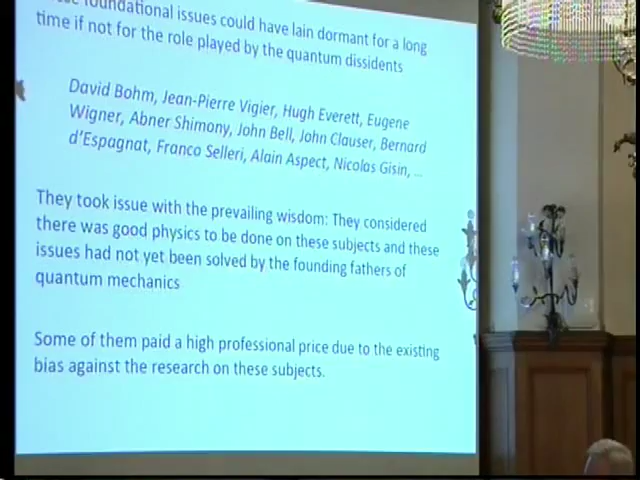 foundational issues could have lain dormant for a long
time if not for the role played by the quantum dissidents
David Bohm, Jean-Pierre Vigier, Hugh Everett, Eugene
Wigner, Abner Shimony, John Bell, John Clauser, Bernard
d'Espagnat, Franco Selleri, Alain Aspect, Nicolas Gisin, ...
They took issue with the prevailing wisdom: They considered
there was good physics to be done on these subjects and these
issues had not yet been solved by the founding fathers of
quantum mechanics
Some of them paid a high professional price due to the existing
bias against the research on these subjects.